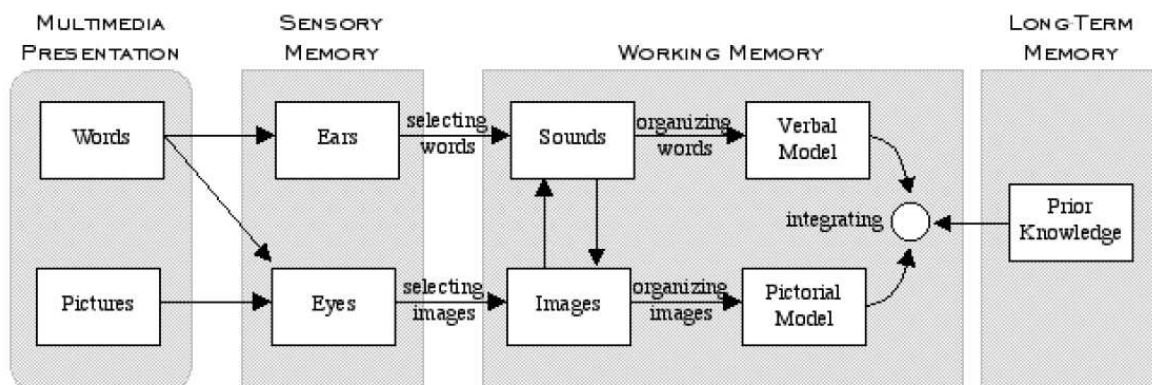 MULTIMEDIA
PRESENTATION
SENSORY
MEMORY
WORKING MEMORY
LONG-TERM
MEMORY
Words
Ears
selecting
words
Sounds
organizing
words
Verbal
Model
integrating
Prior
Knowledge
Pictures
Eyes
selecting
images
Images
organizing
images
Pictorial
Model